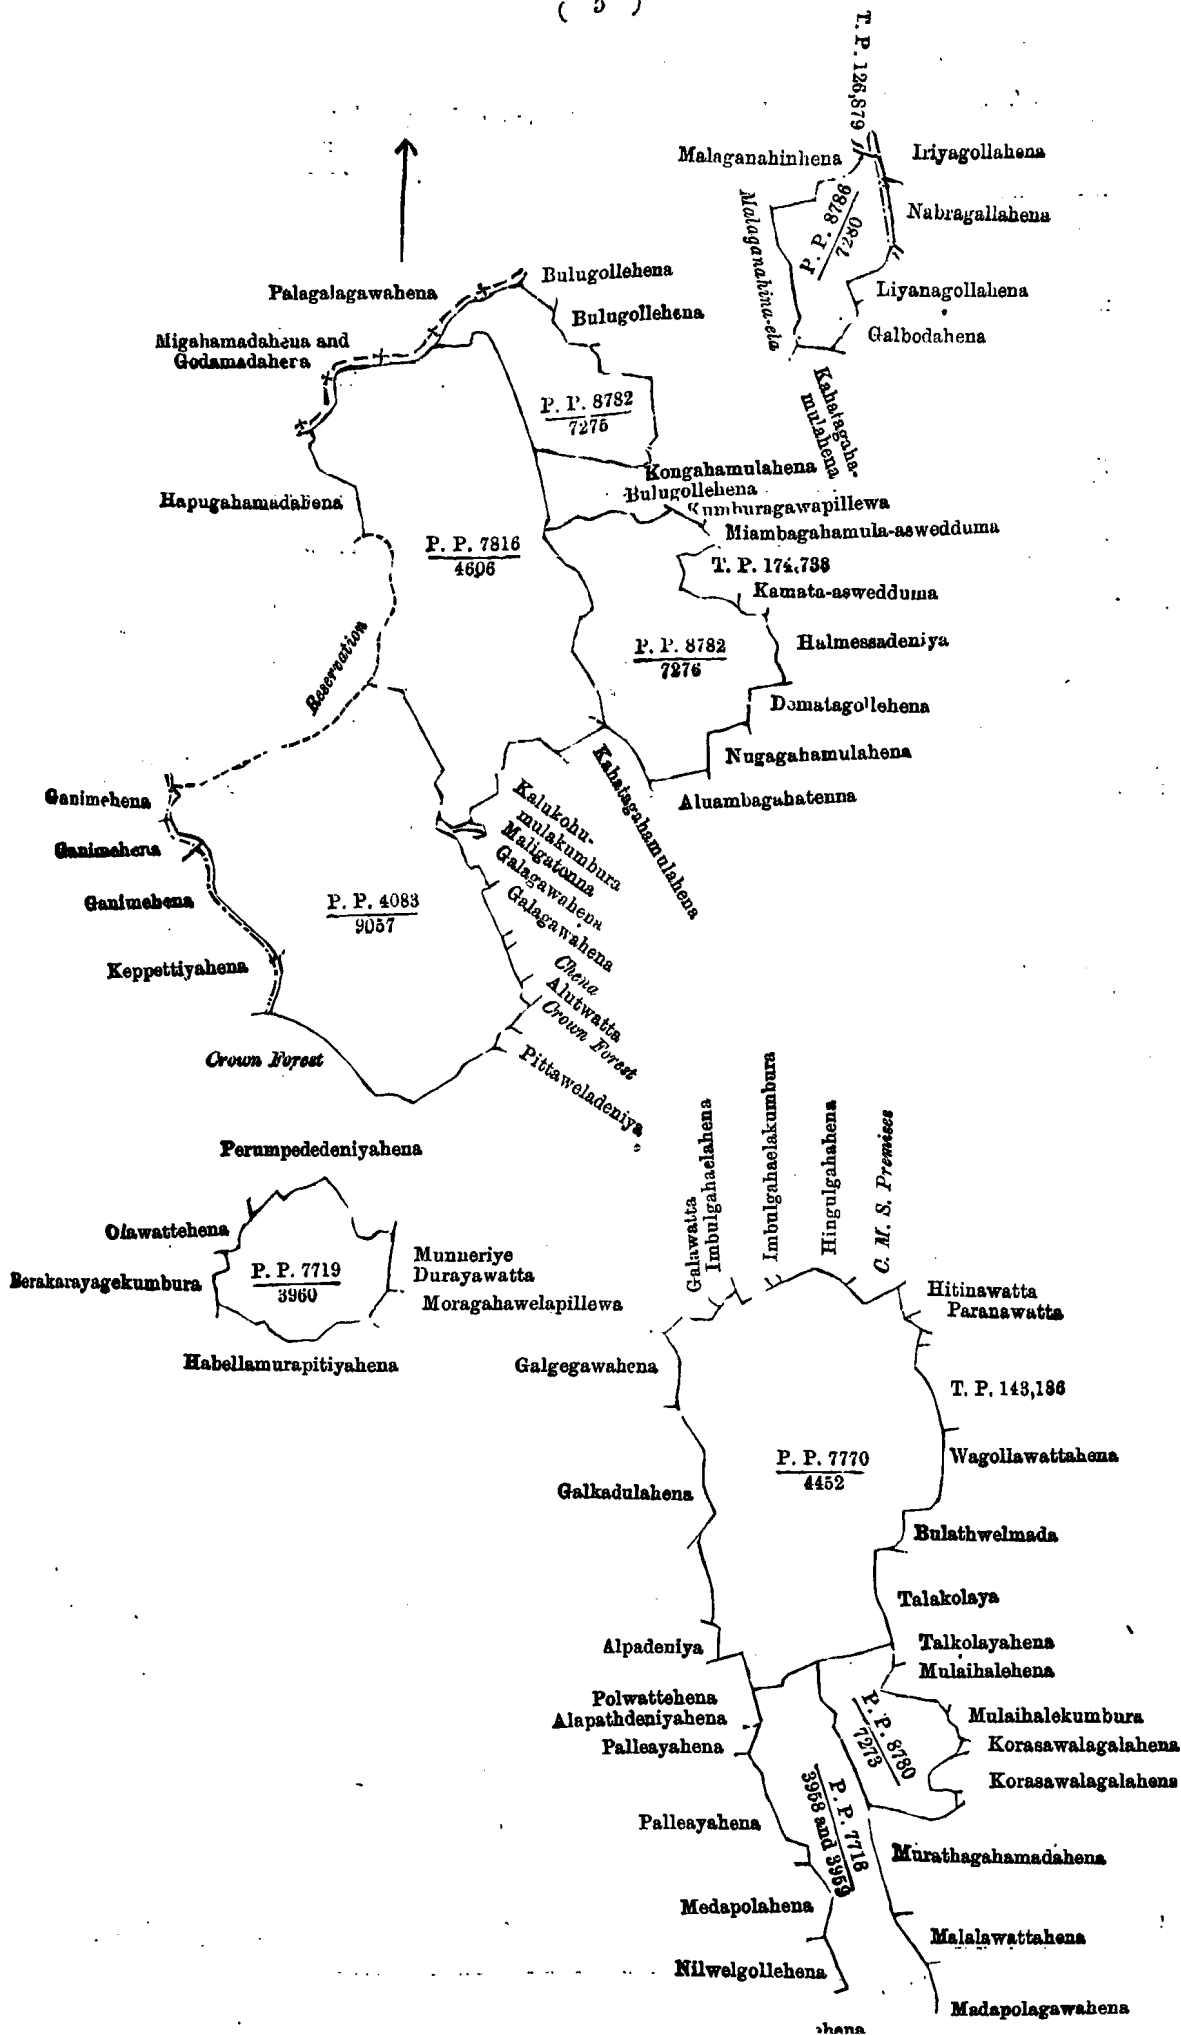 ( 5 )
T. P. 126,879
Malaganahinhena
Iriyagollahena
Nabragallahena
P. P. 8786
7280
Malaganahina-ela
Liyanagollahena
Galbodahena
Kahatagaha-
mulahena
Palagalagawahena
Bulugollehena
Bulugollehena
Migahamadahena and
Godamadahera
P. P. 8782
7275
Hapugahamadahena
Kongahamulahena
Bulugollehena
Kumburagawapillewa
Miambagahamula-aswedduma
P. P. 7816
4606
T. P. 174,738
Kamata-aswedduma
Halmessadeniya
P. P. 8782
7276
Reservation
Domatagollehena
Nugagahamulahena
Aluambagahatenna
Kahatagahamulahena
Ganimehena
Ganimehena
Ganimehena
Keppettiyahena
P. P. 4083
9057
Kalukohu-
mulakumbura
Maligatenna
Galagawahena
Galagawahena
Chena
Alutwatta
Crown Forest
Pittaweladeniya
Crown Forest
Perumpededeniyahena
Olawattehena
Berakarayagekumbura
P. P. 7719
3960
Munneriye
Durayawatta
Moragahawelapillewa
Habellamurapitiyahena
Galawatta
Imbulgahaelahena
Imbulgahaelakumbura
Hingulgahahena
C. M. S. Premises
Hitinawatta
Paranawatta
Galgegawahena
T. P. 143,186
P. P. 7770
4452
Wagollawattahena
Galkadulahena
Bulathwelmada
Talakolaya
Alpadeniya
Talkolayahena
Mulaihalehena
Polwattehena
Alapathdeniyahena
Palleayahena
P. P. 8780
7273
Mulaihalekumbura
Korasawalagalahena
Korasawalagalahena
Palleayahena
P. P. 7718
3958 and 3959
Murathagahamadahena
Medapolahena
Malalawattahena
Nilwelgollehena
Madapolagawahena